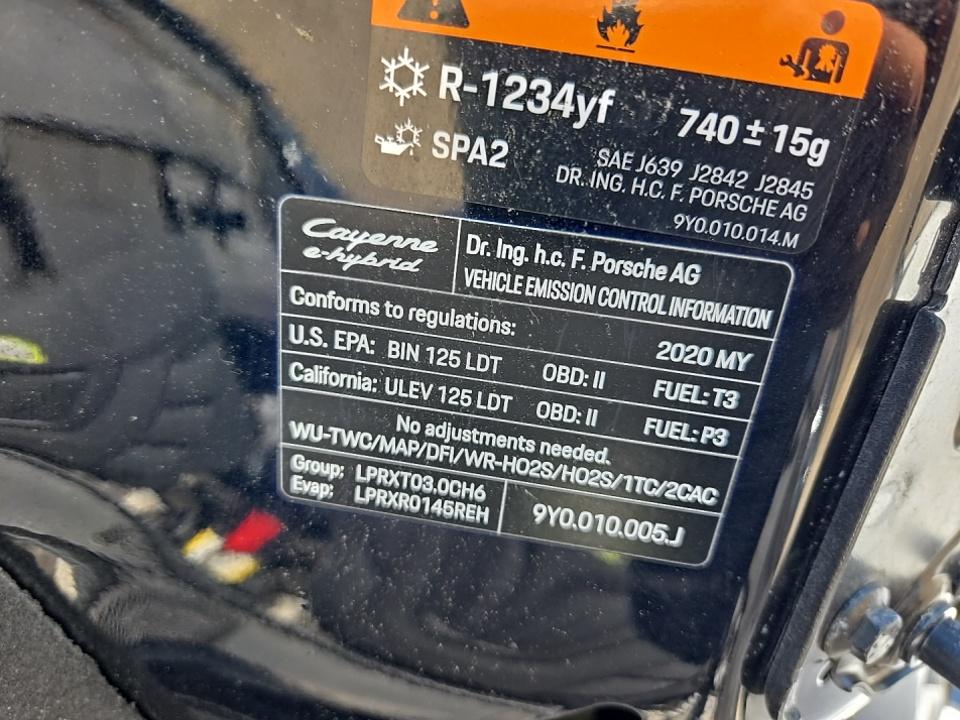 R-1234yf 740 ± 15g
SPA2
SAE J639 J2842 J2845
DR. ING. H.C. F. PORSCHE AG
9Y0.010.014.M
Cayenne
e-hybrid
Dr. Ing. h.c. F. Porsche AG
VEHICLE EMISSION CONTROL INFORMATION
Conforms to regulations: 2020 MY
U.S. EPA: BIN 125 LDT OBD: II FUEL: T3
California: ULEV 125 LDT OBD: II FUEL: P3
No adjustments needed.
WU-TWC/MAP/DFI/WR-HO2S/HO2S/1TC/2CAC
Group: LPRXT03.0CH6
Evap: LPRXR0145REH
9Y0.010.005.J